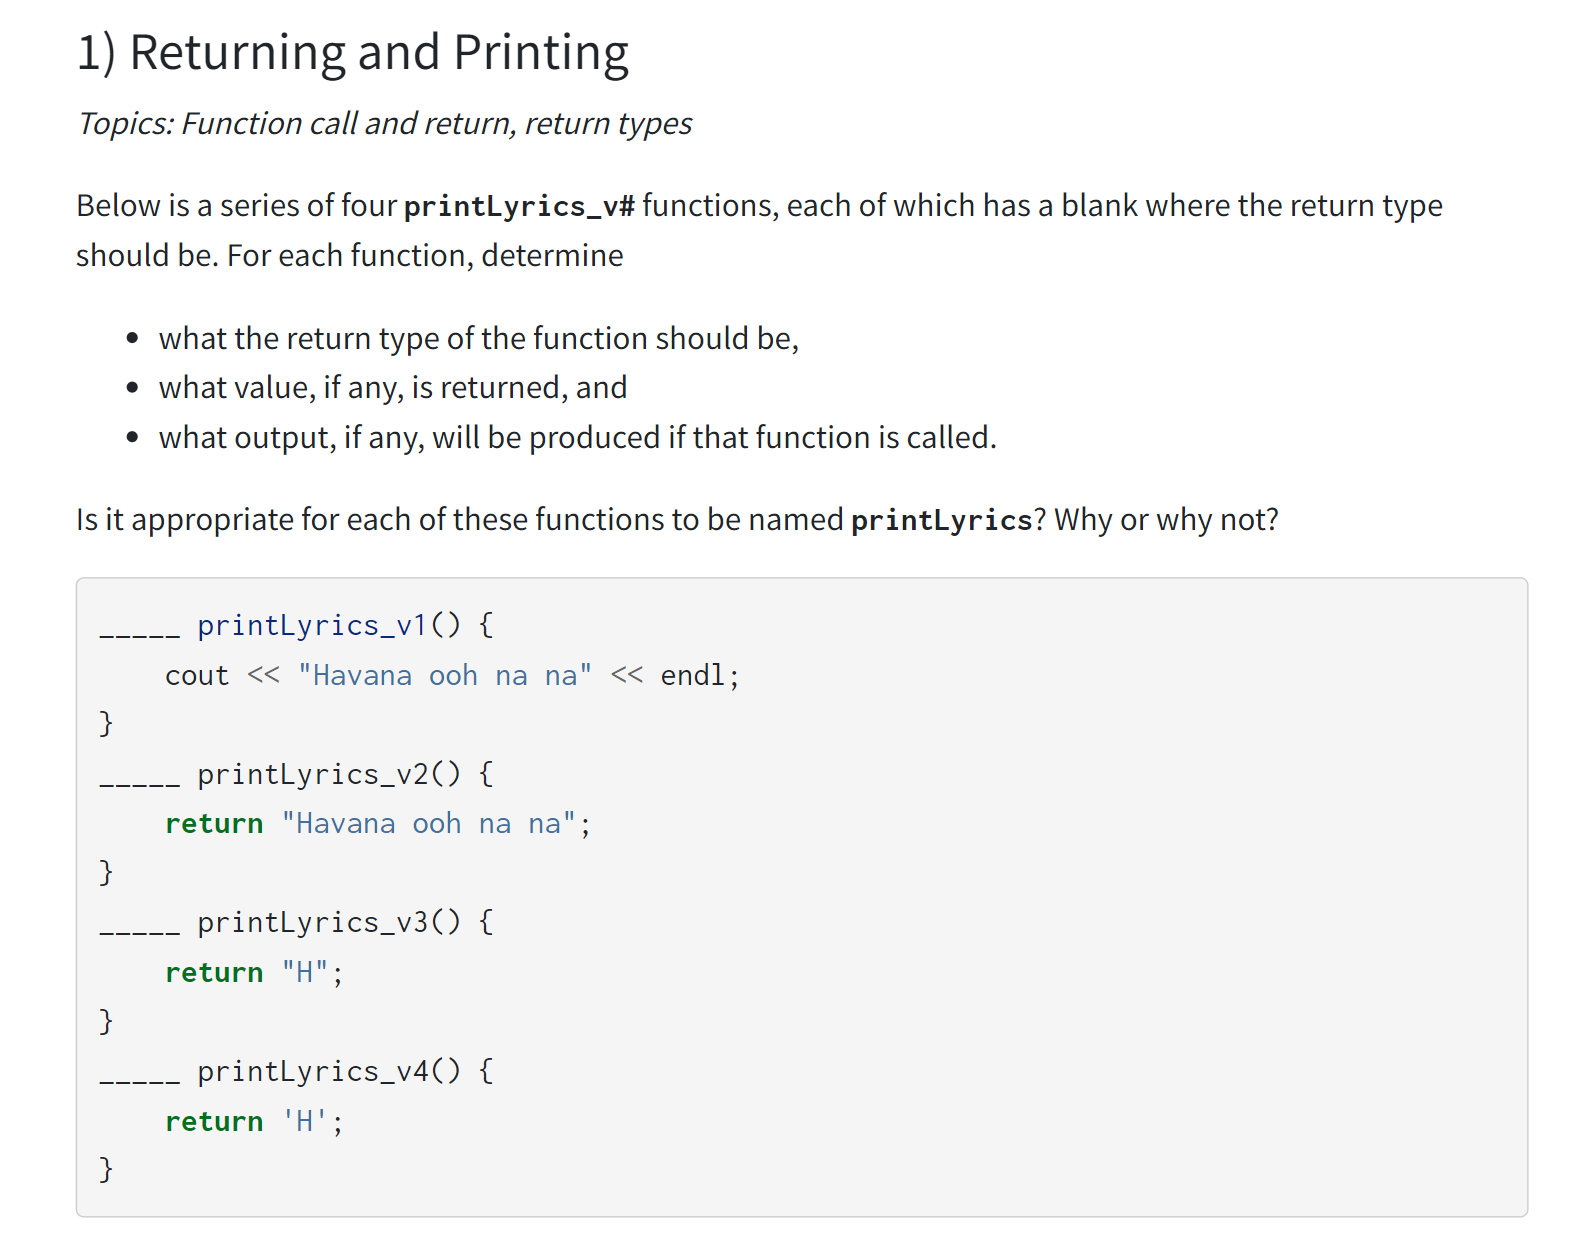 1) Returning and Printing
Topics: Function call and return, return types
Below is a series of four printLyrics_v# functions, each of which has a blank where the return type
should be. For each function, determine
• what the return type of the function should be,
• what value, if any, is returned, and
• what output, if any, will be produced if that function is called.
Is it appropriate for each of these functions to be named printLyrics? Why or why not?
_____ printLyrics_v1() {
    cout << "Havana ooh na na" << endl;
}
_____ printLyrics_v2() {
    return "Havana ooh na na";
}
_____ printLyrics_v3() {
    return "H";
}
_____ printLyrics_v4() {
    return 'H';
}